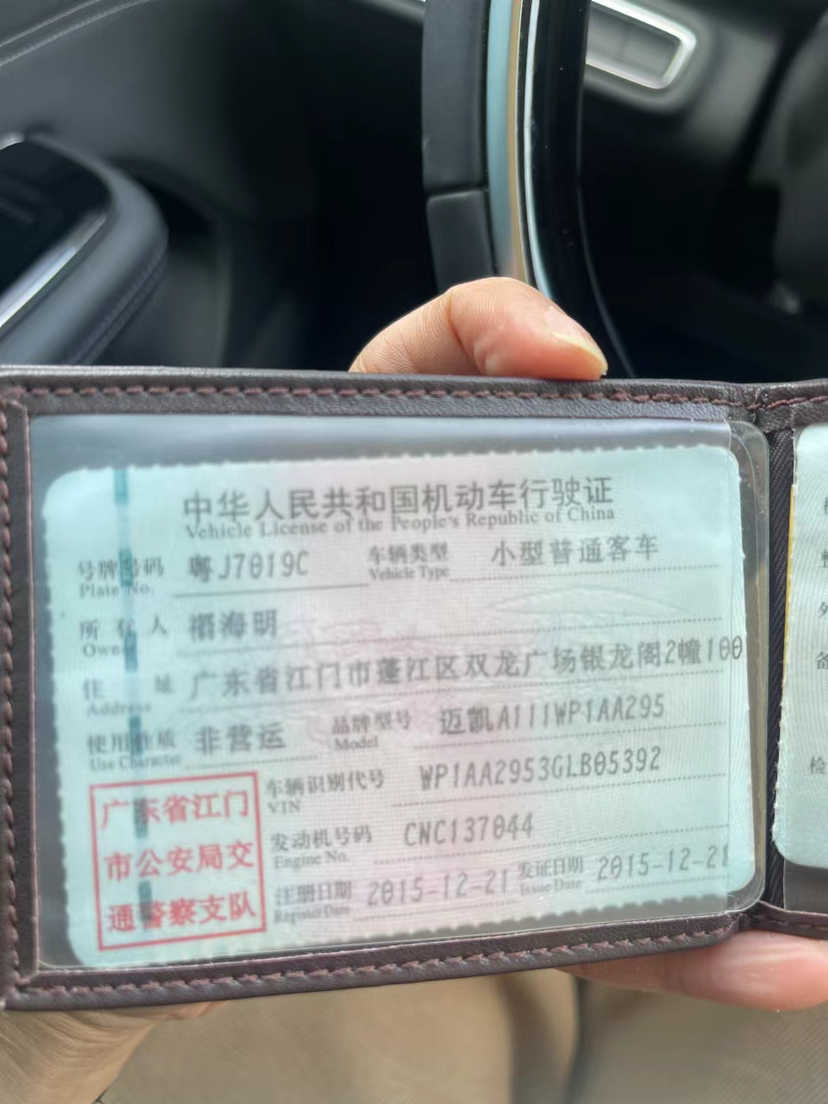 中华人民共和国机动车行驶证
Vehicle License of the People's Republic of China
号牌号码 粤J7019C 车辆类型 小型普通客车
Plate No. Vehicle Type
所有人 禤海明
Owner
住址 广东省江门市蓬江区双龙广场银龙阁2幢100
Address
使用性质 非营运 品牌型号 迈凯A111WP1AA295
Use Character Model
车辆识别代号 WP1AA2953GLB05392
VIN
发动机号码 CNC137044
Engine No.
注册日期 2015-12-21 发证日期 2015-12-21
Register Date Issue Date
广东省江门
市公安局交
通警察支队
检